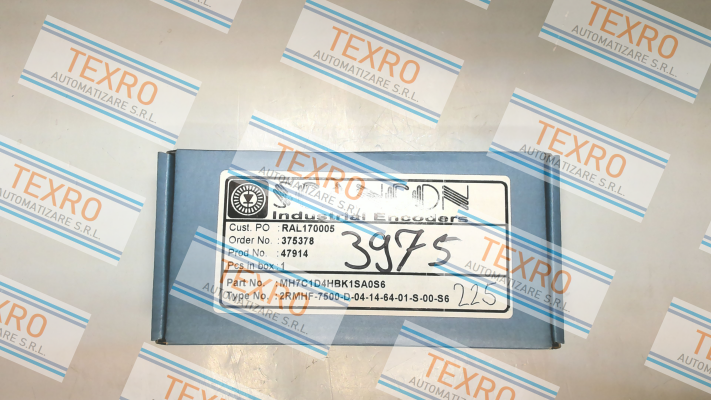 TEXRO
AUTOMATIZARE S.R.L.
Industrial Encoders
Cust. PO : RAL170005
Order No. : 375378
Prod No. : 47914
Pcs in box : 1
3975
Part No. : MH7C1D4HBK1SA0S6
Type No. : 2RMHF-7500-D-04-14-64-01-S-00-S6
225